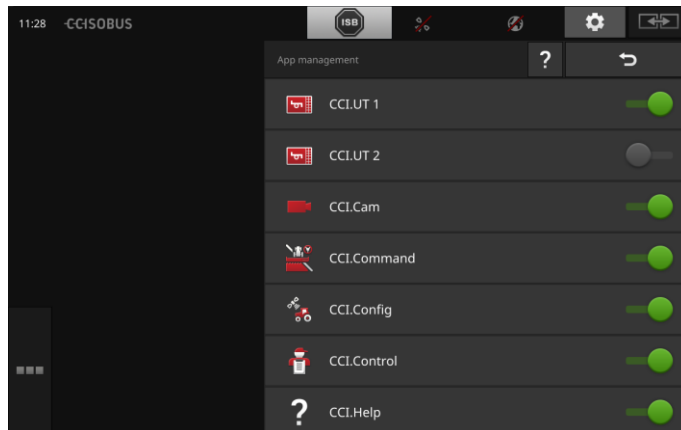 11:28
CCISOBUS
ISB
App management
?
CCI.UT 1
CCI.UT 2
CCI.Cam
CCI.Command
CCI.Config
CCI.Control
? CCI.Help